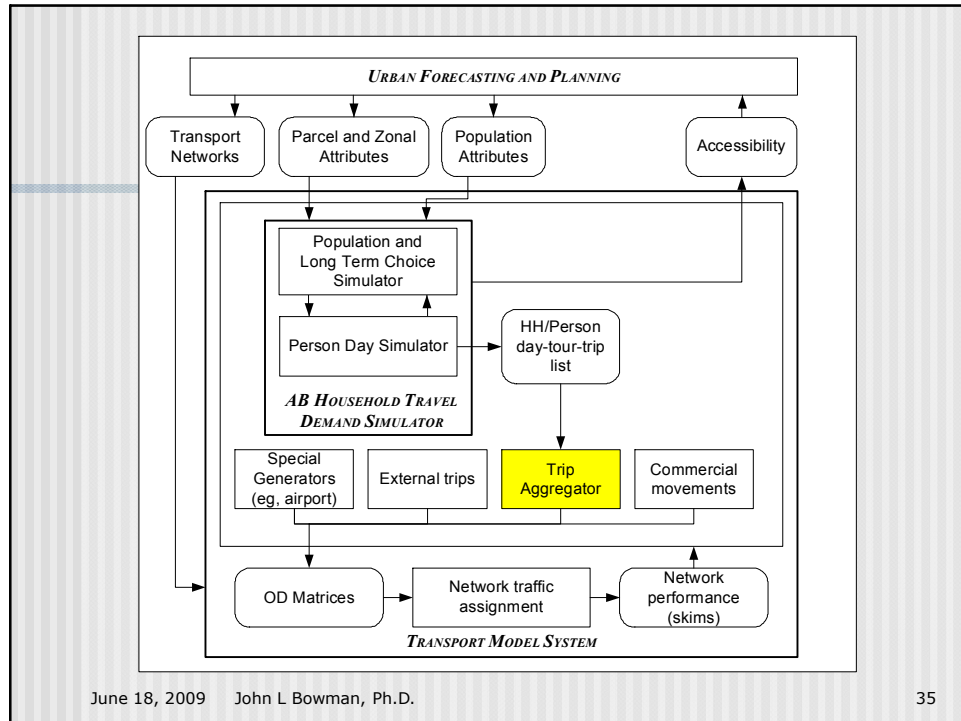 URBAN FORECASTING AND PLANNING
Transport
Networks
Parcel and Zonal
Attributes
Population
Attributes
Accessibility
Population and
Long Term Choice
Simulator
Person Day Simulator
HH/Person
day-tour-trip
list
AB HOUSEHOLD TRAVEL
DEMAND SIMULATOR
Special
Generators
(eg, airport)
External trips
Trip
Aggregator
Commercial
movements
OD Matrices
Network traffic
assignment
Network
performance
(skims)
TRANSPORT MODEL SYSTEM
June 18, 2009 John L Bowman, Ph.D. 35